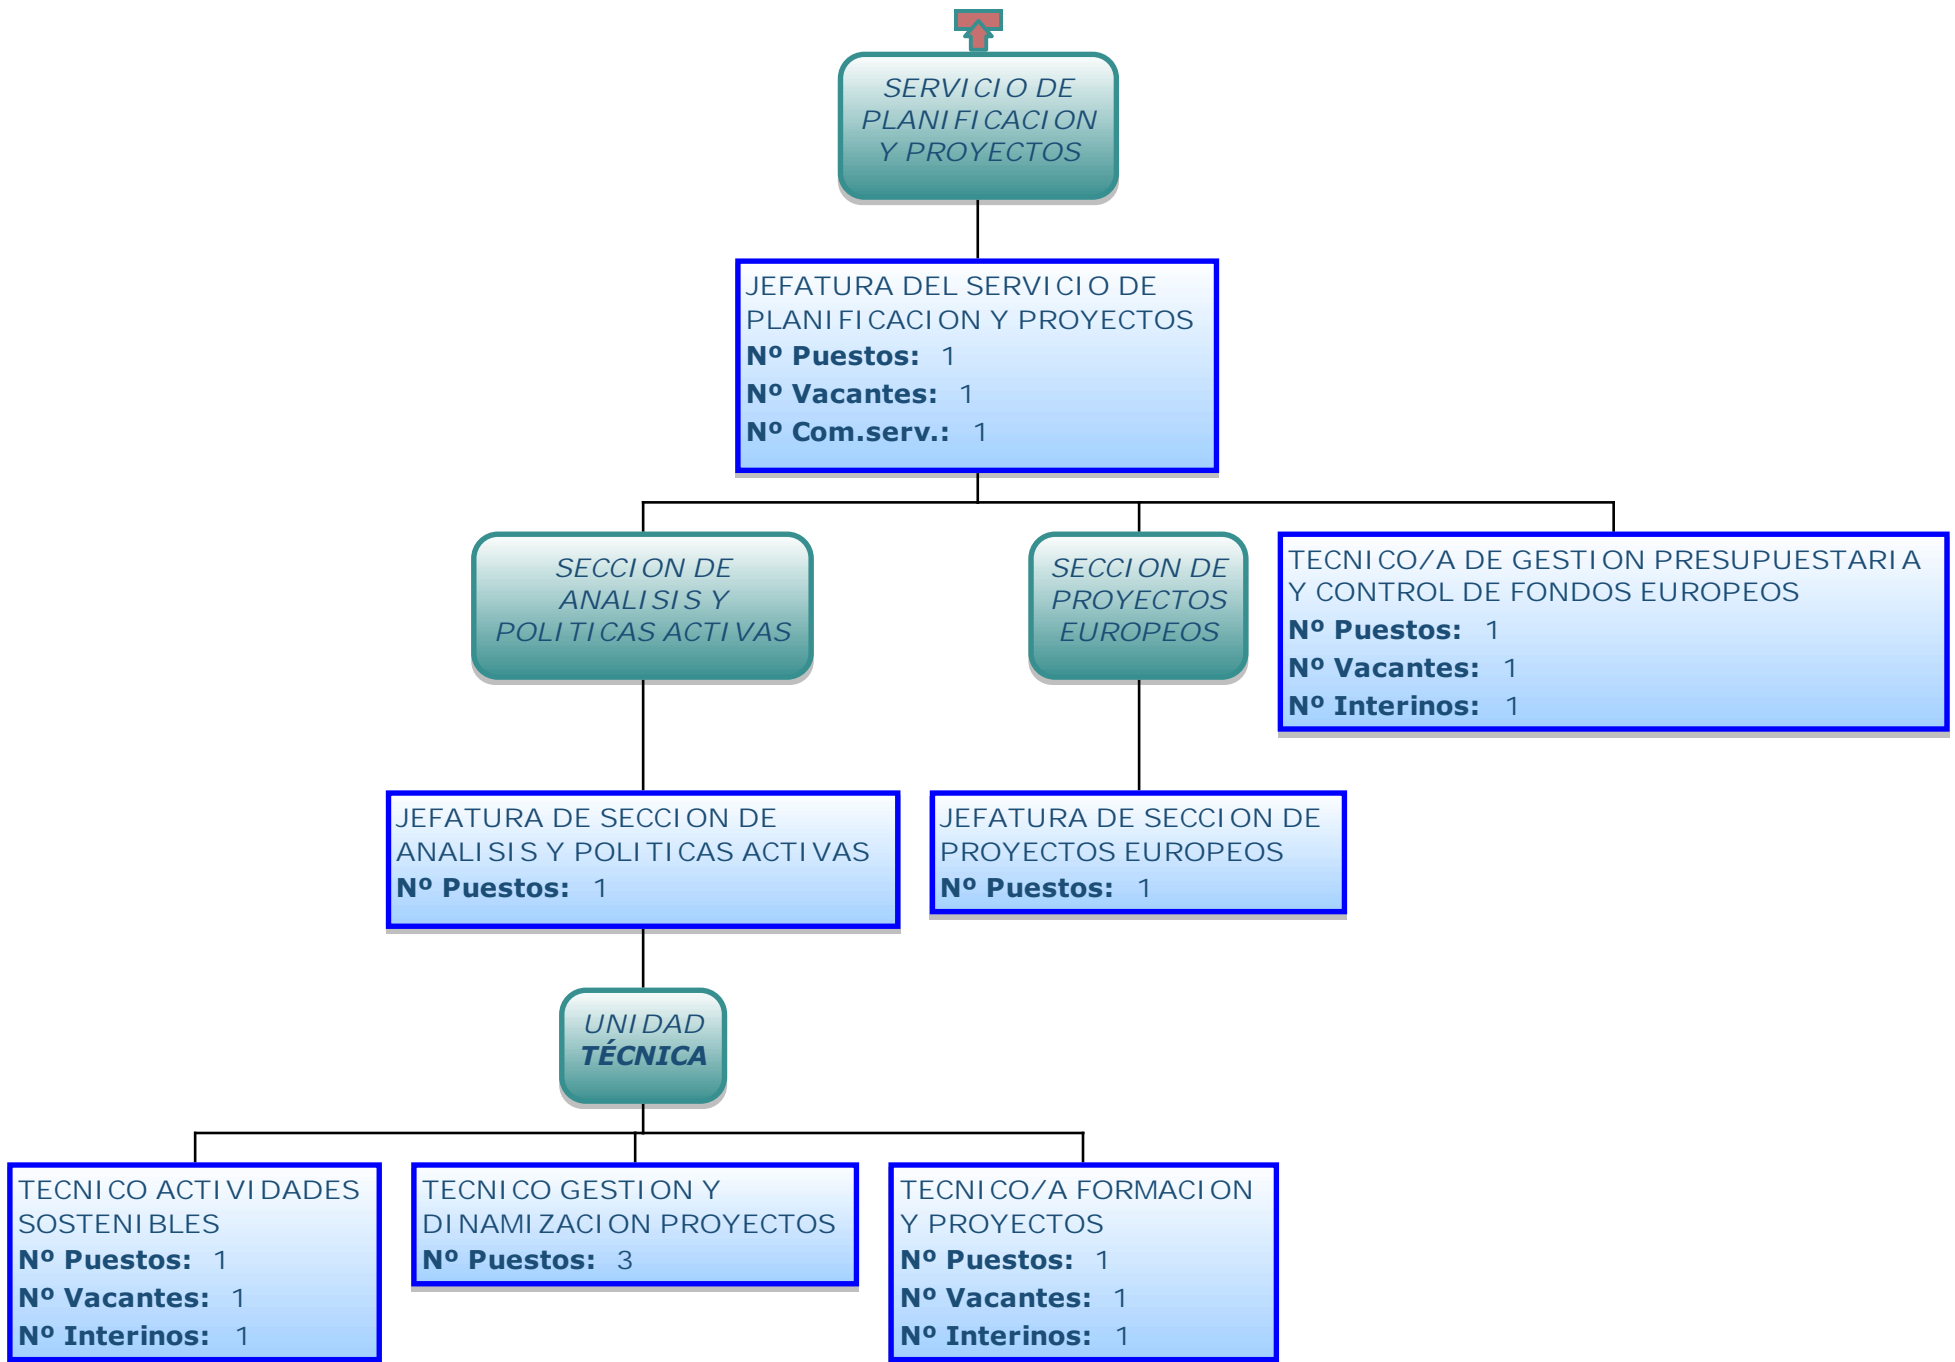 SERVICIO DE
PLANIFICACION
Y PROYECTOS
JEFATURA DEL SERVICIO DE
PLANIFICACION Y PROYECTOS
Nº Puestos: 1
Nº Vacantes: 1
Nº Com.serv.: 1
SECCION DE
ANALISIS Y
POLITICAS ACTIVAS
SECCION DE
PROYECTOS
EUROPEOS
TECNICO/A DE GESTION PRESUPUESTARIA
Y CONTROL DE FONDOS EUROPEOS
Nº Puestos: 1
Nº Vacantes: 1
Nº Interinos: 1
JEFATURA DE SECCION DE
ANALISIS Y POLITICAS ACTIVAS
Nº Puestos: 1
JEFATURA DE SECCION DE
PROYECTOS EUROPEOS
Nº Puestos: 1
UNIDAD
TÉCNICA
TECNICO ACTIVIDADES
SOSTENIBLES
Nº Puestos: 1
Nº Vacantes: 1
Nº Interinos: 1
TECNICO GESTION Y
DINAMIZACION PROYECTOS
Nº Puestos: 3
TECNICO/A FORMACION
Y PROYECTOS
Nº Puestos: 1
Nº Vacantes: 1
Nº Interinos: 1